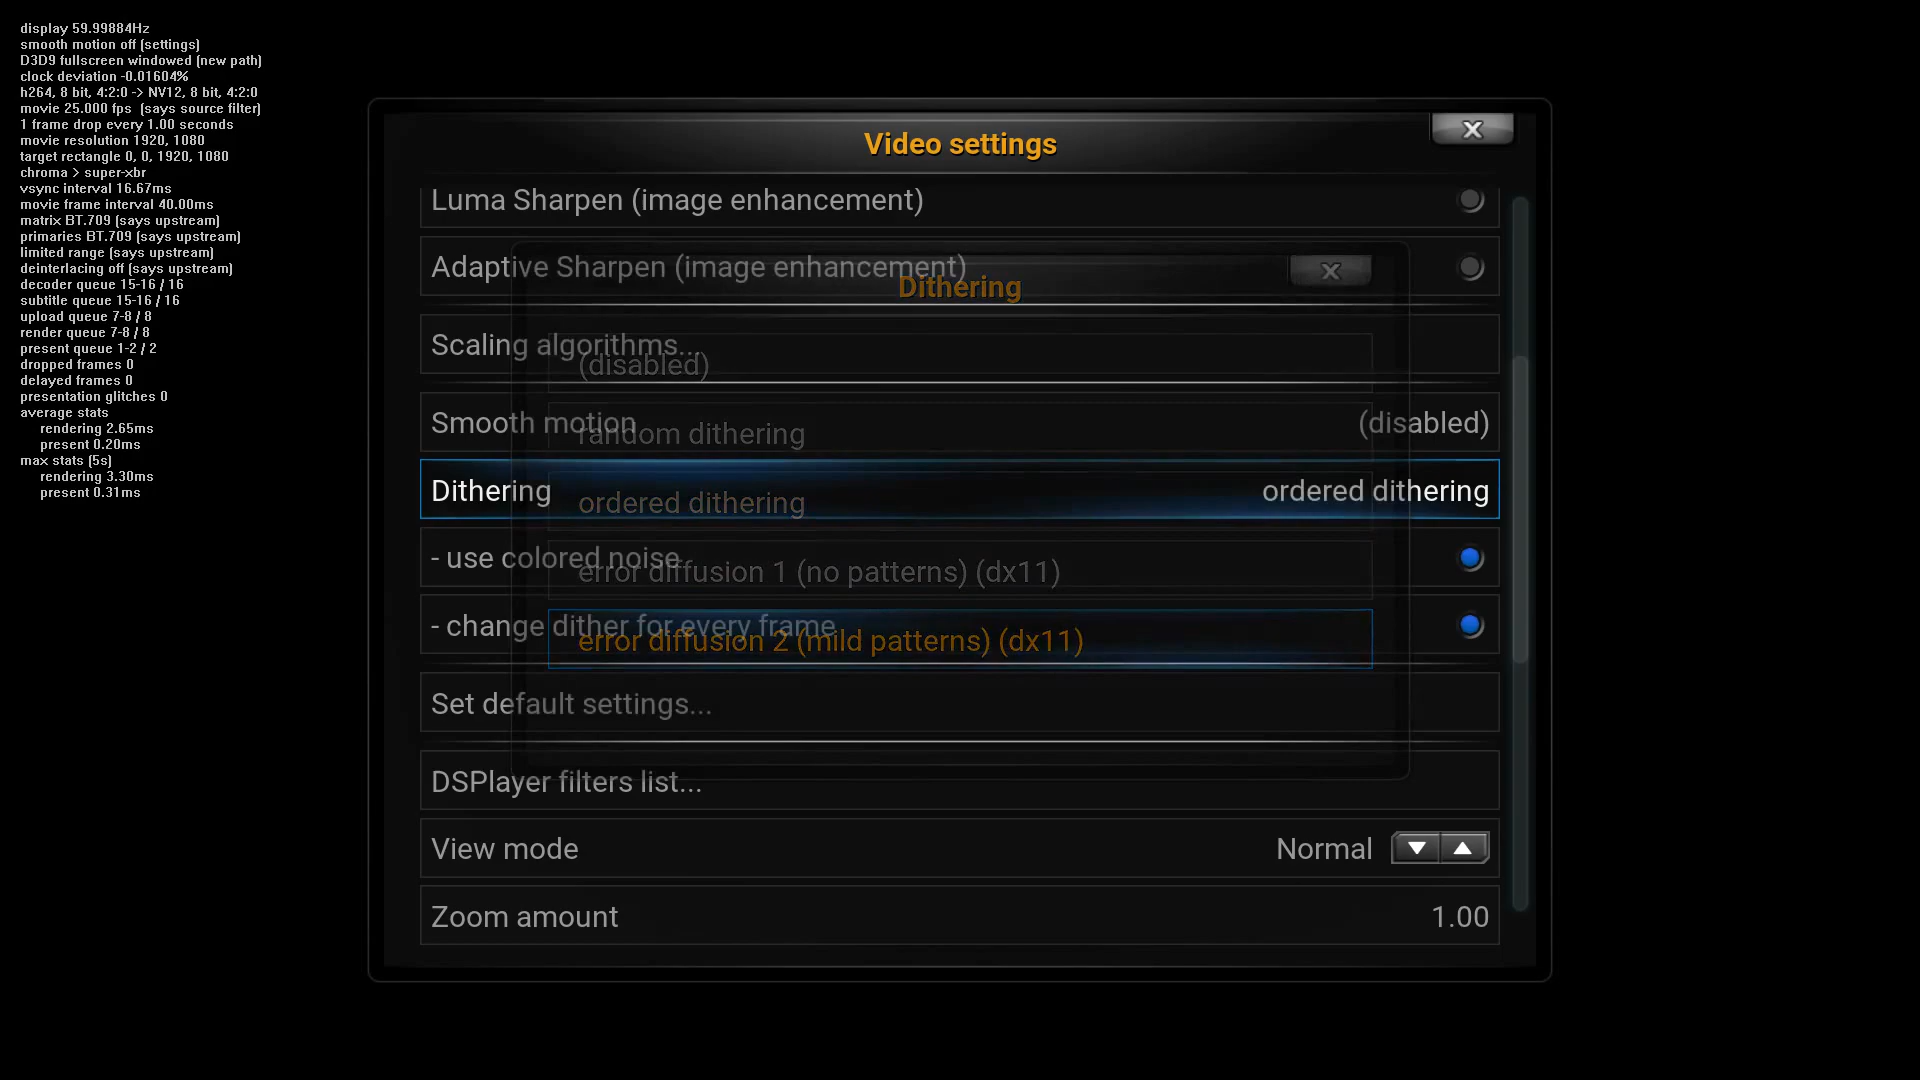 display 59.99884Hz
smooth motion off (settings)
D3D9 fullscreen windowed (new path)
clock deviation -0.01604%
h264, 8 bit, 4:2:0 -> NV12, 8 bit, 4:2:0
movie 25.000 fps  (says source filter)
1 frame drop every 1.00 seconds
movie resolution 1920, 1080
target rectangle 0, 0, 1920, 1080
chroma > super-xbr
vsync interval 16.67ms
movie frame interval 40.00ms
matrix BT.709 (says upstream)
primaries BT.709 (says upstream)
limited range (says upstream)
deinterlacing off (says upstream)
decoder queue 15-16 / 16
subtitle queue 15-16 / 16
upload queue 7-8 / 8
render queue 7-8 / 8
present queue 1-2 / 2
dropped frames 0
delayed frames 0
presentation glitches 0
average stats
rendering 2.65ms
present 0.20ms
max stats (5s)
rendering 3.30ms
present 0.31ms
Video settings
Luma Sharpen (image enhancement)
Adaptive Sharpen (image enhancement)
Scaling algorithms...
Smooth motion (disabled)
Dithering ordered dithering
- use colored noise
- change dither for every frame
Set default settings...
DSPlayer filters list...
View mode Normal
Zoom amount 1.00
Dithering
(disabled)
random dithering
ordered dithering
error diffusion 1 (no patterns) (dx11)
error diffusion 2 (mild patterns) (dx11)